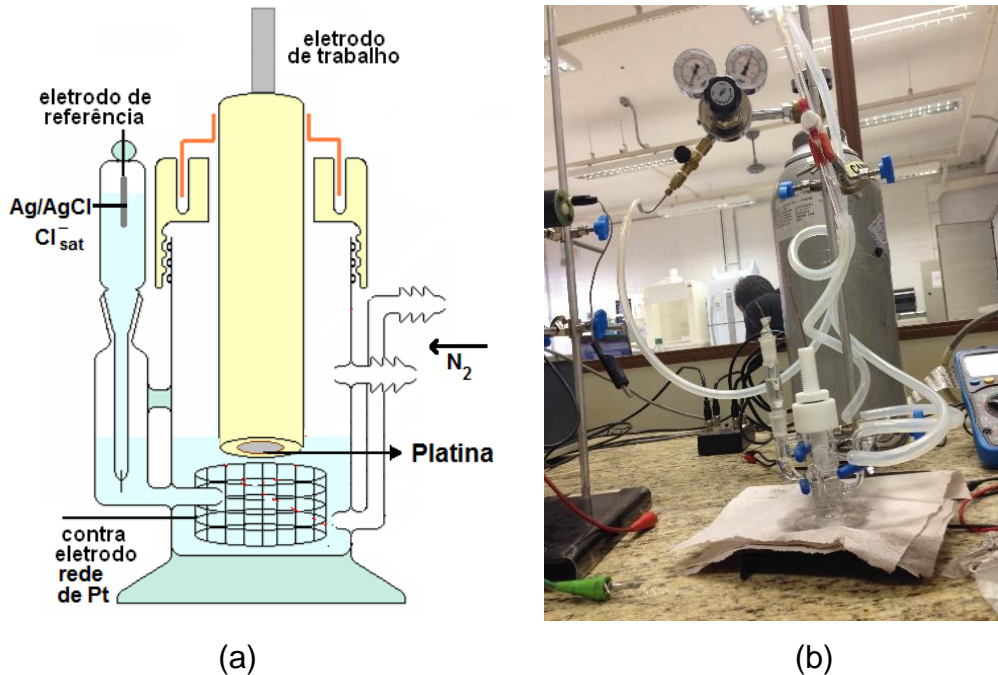 eletrodo
de trabalho
eletrodo de
referência
Ag/AgCl
Cl⁻sat
N2
Platina
contra
eletrodo
rede
de Pt
(a)
(b)